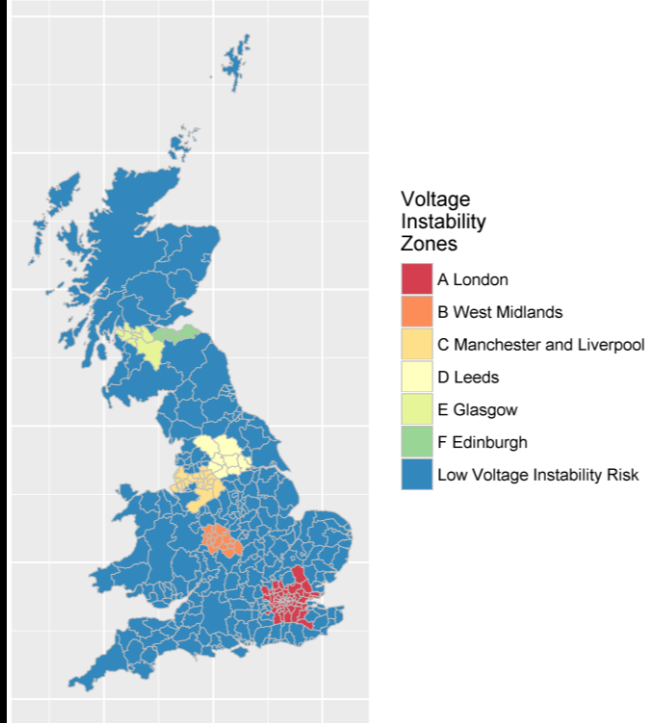 Voltage
Instability
Zones
A London
B West Midlands
C Manchester and Liverpool
D Leeds
E Glasgow
F Edinburgh
Low Voltage Instability Risk